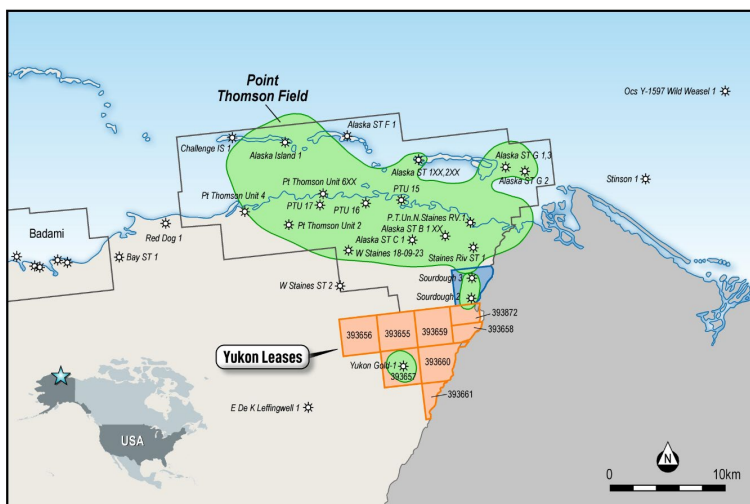 Point
Thomson Field
Ocs Y-1597 Wild Weasel 1
Alaska ST F 1
Challenge IS 1
Alaska Island 1
Alaska ST G 1,3
Alaska ST 1XX,2XX
Alaska ST G 2
Stinson 1
Pt Thomson Unit 6XX
PTU 15
Pt Thomson Unit 4
PTU 17
PTU 16
P.T.Un.N.Staines RV.1
Red Dog 1
Pt Thomson Unit 2
Alaska ST B 1 XX
Alaska ST C 1
Badami
Bay ST 1
W Staines 18-09-23
Staines Riv ST 1
Sourdough 3
W Staines ST 2
Sourdough 2
393872
393656
393655
393659
393658
Yukon Leases
Yukon Gold-1
393660
393657
393661
E De K Leffingwell 1
USA
N
0
10km